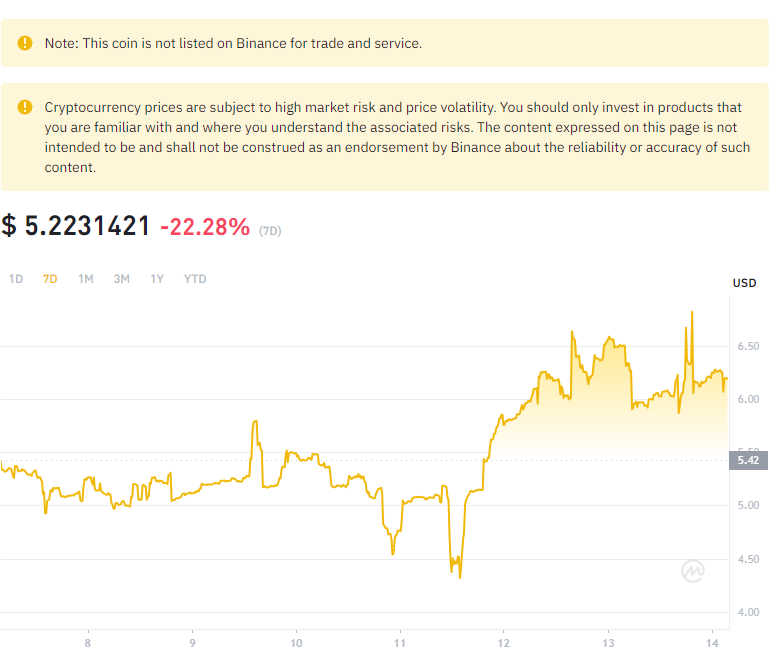 Note: This coin is not listed on Binance for trade and service.
Cryptocurrency prices are subject to high market risk and price volatility. You should only invest in products that
you are familiar with and where you understand the associated risks. The content expressed on this page is not
intended to be and shall not be construed as an endorsement by Binance about the reliability or accuracy of such
content.
$ 5.2231421 -22.28% (7D)
1D 7D 1M 3M 1Y YTD
USD
6.50
6.00
5.42
5.00
4.50
4.00
8 9 10 11 12 13 14